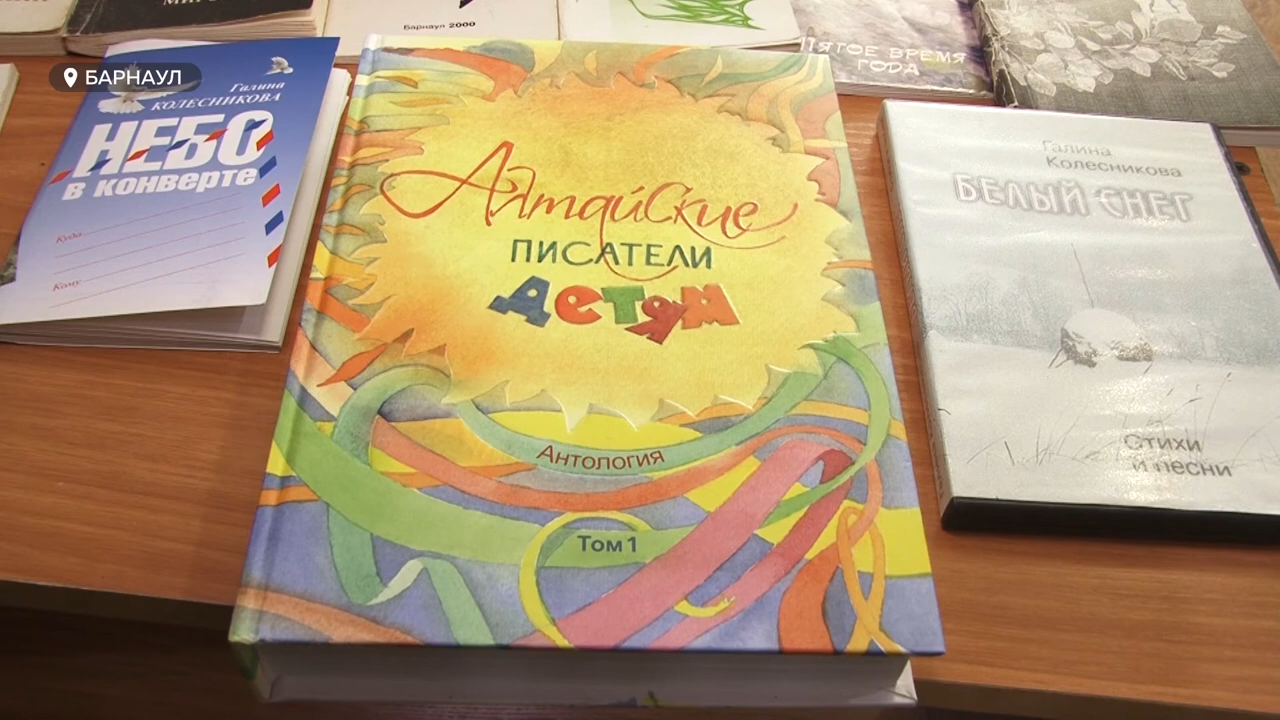 Барнаул 2000
ПЯТОЕ ВРЕМЯ
ГОДА
БАРНАУЛ
Галина
КОЛЕСНИКОВА
НЕБО
в конверте
Куда
Кому
Алтайские
ПИСАТЕЛИ
ДЕТЯМ
Антология
Том 1
Галина
Колесникова
БЕЛЫЙ СНЕГ
Стихи
и песни